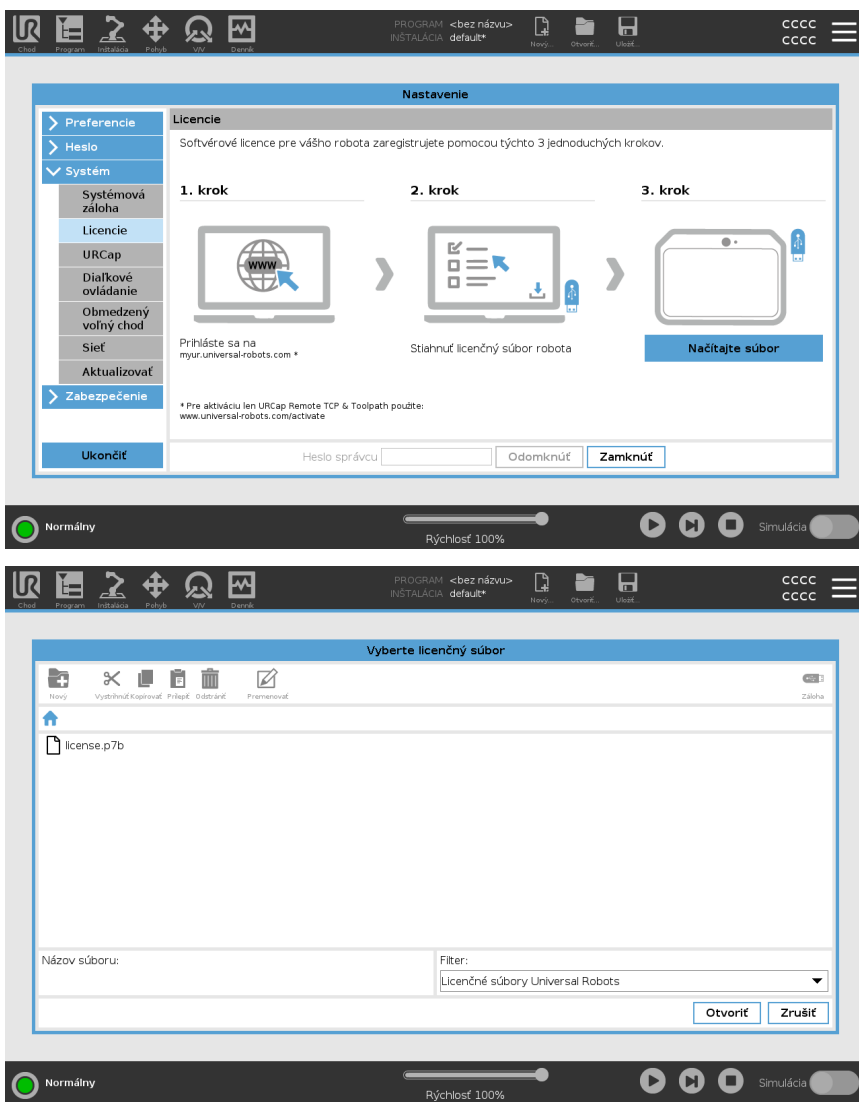 PROGRAM <bez názvu>
INŠTALÁCIA default*
CCCC
CCCC
Chod Program Inštalácia Pohyb V/V Denník Nový... Otvoriť... Uložiť...
Nastavenie
Preferencie
Heslo
Systém
Systémová
záloha
Licencie
URCap
Diaľkové
ovládanie
Obmedzený
voľný chod
Sieť
Aktualizovať
Zabezpečenie
Ukončiť
Licencie
Softvérové licence pre vášho robota zaregistrujete pomocou týchto 3 jednoduchých krokov.
1. krok 2. krok 3. krok
www
Prihláste sa na
myur.universal-robots.com *
Stiahnuť licenčný súbor robota
Načítajte súbor
* Pre aktiváciu len URCap Remote TCP & Toolpath použite:
www.universal-robots.com/activate
Heslo správcu Odomknúť Zamknúť
Normálny
Rýchlosť 100%
Simulácia
PROGRAM <bez názvu>
INŠTALÁCIA default*
CCCC
CCCC
Chod Program Inštalácia Pohyb V/V Denník Nový... Otvoriť... Uložiť...
Vyberte licenčný súbor
Nový Vystrihnúť Kopírovať Prilepiť Odstrániť Premenovať Záloha
license.p7b
Názov súboru:
Filter:
Licenčné súbory Universal Robots
Otvoriť Zrušiť
Normálny
Rýchlosť 100%
Simulácia